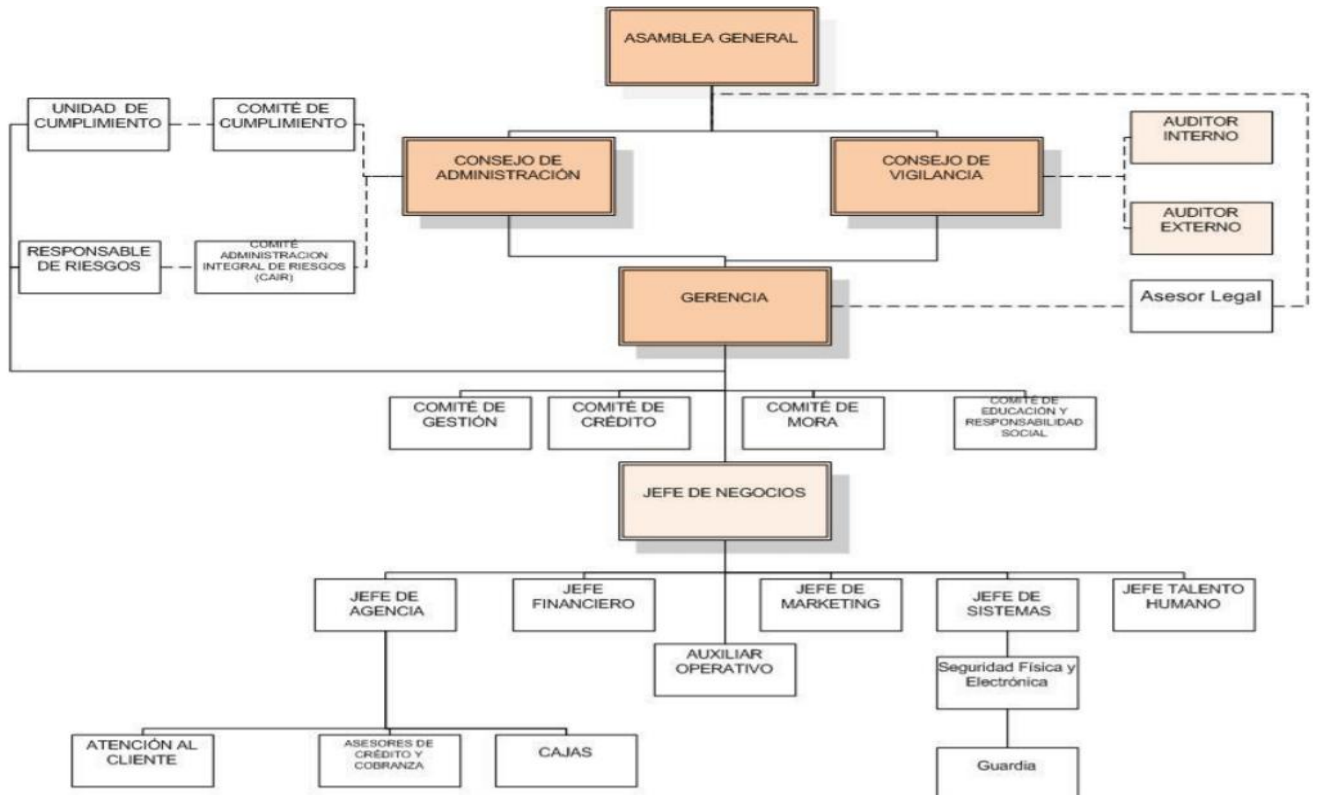 ASAMBLEA GENERAL
UNIDAD DE
CUMPLIMIENTO
COMITÉ DE
CUMPLIMIENTO
CONSEJO DE
ADMINISTRACIÓN
CONSEJO DE
VIGILANCIA
AUDITOR
INTERNO
AUDITOR
EXTERNO
RESPONSABLE
DE RIESGOS
COMITÉ
ADMINISTRACION
INTEGRAL DE RIESGOS
(CAIR)
GERENCIA
Asesor Legal
COMITÉ DE
GESTIÓN
COMITÉ DE
CRÉDITO
COMITÉ DE
MORA
COMITÉ DE
EDUCACIÓN Y
RESPONSABILIDAD
SOCIAL
JEFE DE NEGOCIOS
JEFE DE
AGENCIA
JEFE
FINANCIERO
JEFE DE
MARKETING
JEFE DE
SISTEMAS
JEFE TALENTO
HUMANO
AUXILIAR
OPERATIVO
Seguridad Física y
Electrónica
ATENCIÓN AL
CLIENTE
ASESORES DE
CRÉDITO Y
COBRANZA
CAJAS
Guardia